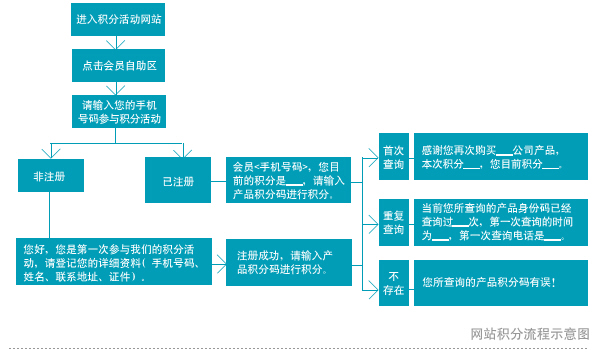 进入积分活动网站
点击会员自助区
请输入您的手机
号码参与积分活动
非注册
已注册
会员<手机号码>，您目
前的积分是___，请输入
产品积分码进行积分。
首次
查询
感谢您再次购买___公司产品，
本次积分___，您目前积分___。
重复
查询
当前您所查询的产品身份码已经
查询过___次，第一次查询的时间
为___，第一次查询电话是___。
您好，您是第一次参与我们的积分活
动，请登记您的详细资料( 手机号码、
姓名、联系地址、证件) 。
注册成功，请输入产
品积分码进行积分。
不
存在
您所查询的产品积分码有误！
网站积分流程示意图